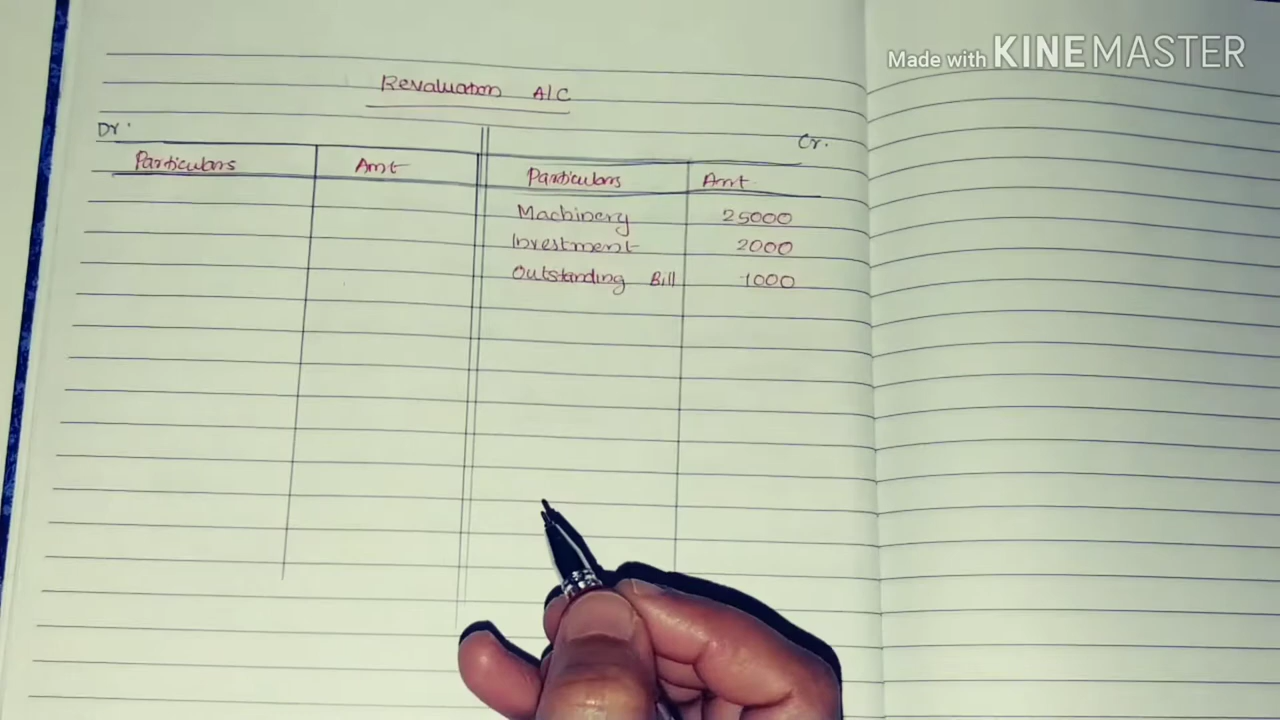 Made with KINEMASTER
Revaluation A/C
Dr.
Cr.
Particulars Amt Particulars Amt
Machinery 25000
Investment 2000
Outstanding Bill 1000